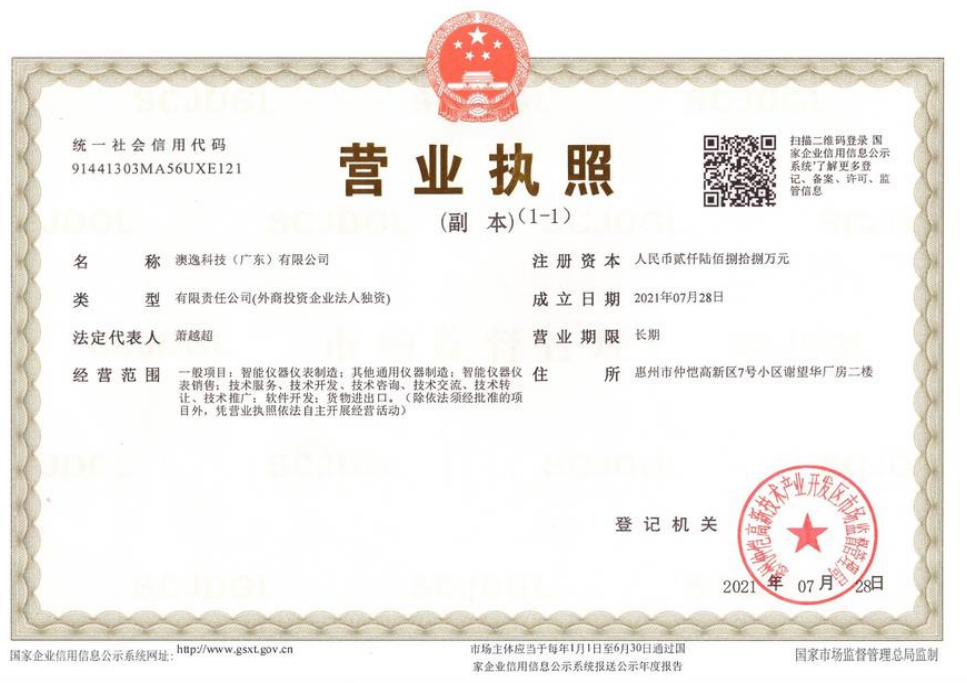 统一社会信用代码
91441303MA56UXE121
营业执照
(副 本)(1-1)
扫描二维码登录'国
家企业信用信息公示
系统'了解更多登
记、备案、许可、监
管信息
名 称 澳逸科技（广东）有限公司
类 型 有限责任公司(外商投资企业法人独资)
法定代表人 萧越超
经营范围 一般项目：智能仪器仪表制造；其他通用仪器制造；智能仪器仪
表销售；技术服务、技术开发、技术咨询、技术交流、技术转
让、技术推广；软件开发；货物进出口。（除依法须经批准的项
目外，凭营业执照依法自主开展经营活动）
注册资本 人民币贰仟陆佰捌拾捌万元
成立日期 2021年07月28日
营业期限 长期
住 所 惠州市仲恺高新区7号小区谢望华厂房二楼
登记机关
2021 年 07 月 28 日
国家企业信用信息公示系统网址：http://www.gsxt.gov.cn
市场主体应当于每年1月1日至6月30日通过国
家企业信用信息公示系统报送公示年度报告
国家市场监督管理总局监制